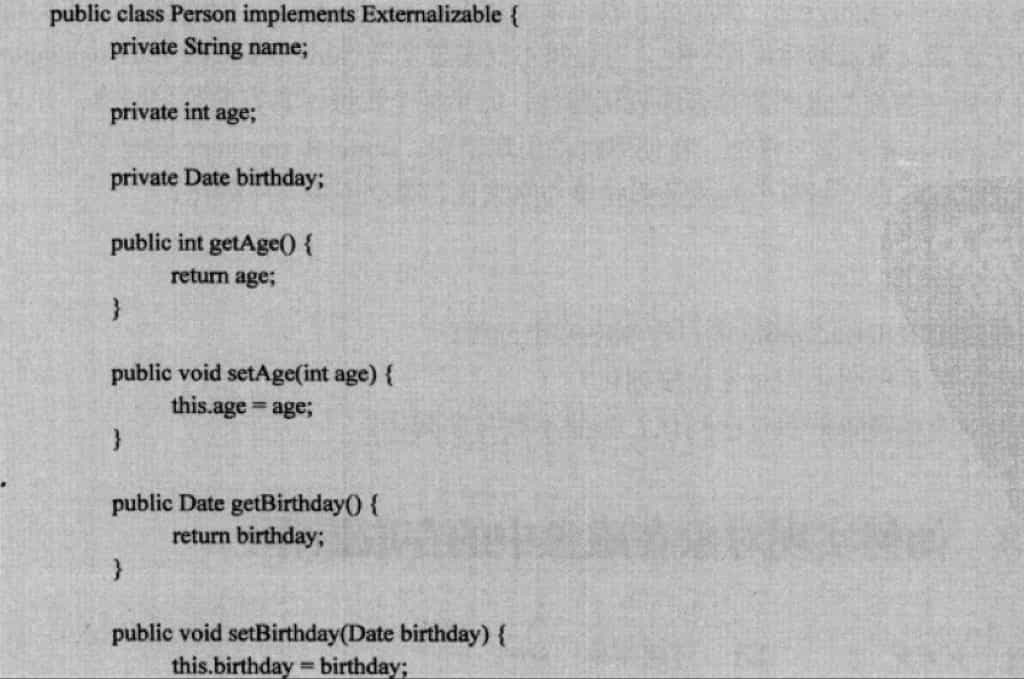 public class Person implements Externalizable {
private String name;
private int age;
private Date birthday;
public int getAge() {
return age;
}
public void setAge(int age) {
this.age = age;
}
public Date getBirthday() {
return birthday;
}
public void setBirthday(Date birthday) {
this.birthday = birthday;